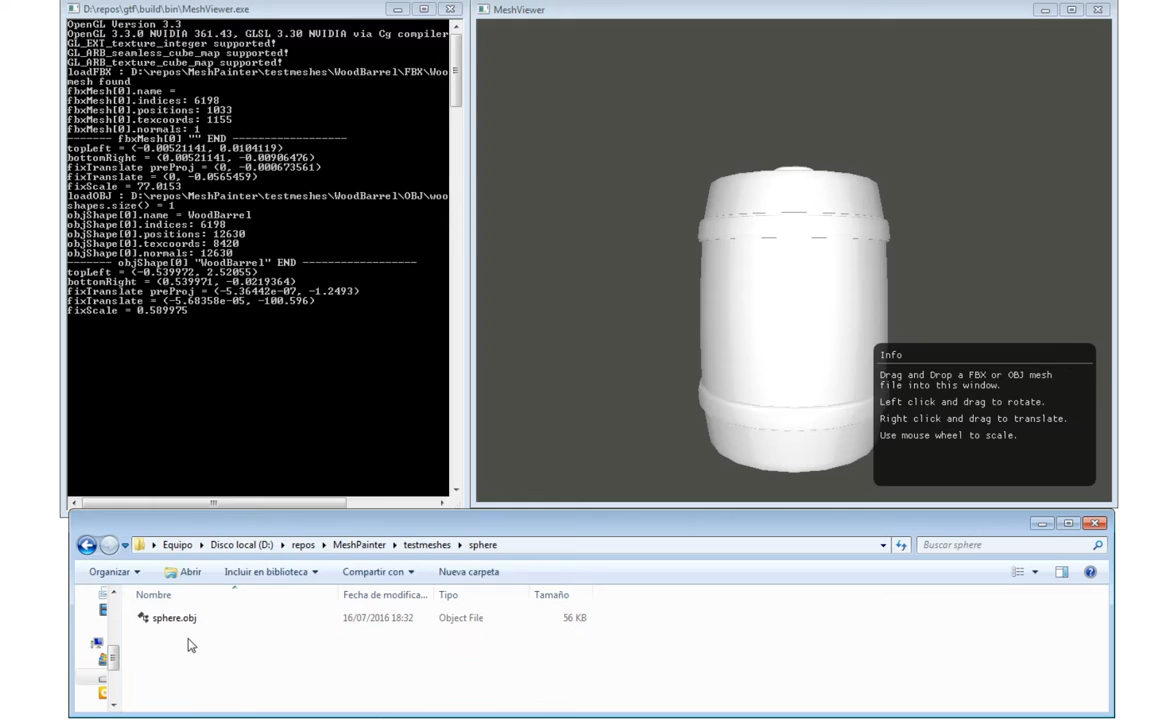 D:\repos\gtf\build\bin\MeshViewer.exe
OpenGL Version 3.3
OpenGL 3.3.0 NVIDIA 361.43, GLSL 3.30 NVIDIA via Cg compiler
GL_EXT_texture_integer supported!
GL_ARB_seamless_cube_map supported!
GL_ARB_texture_cube_map supported!
loadFBX : D:\repos\MeshPainter\testmeshes\WoodBarrel\FBX\Woo
mesh found
fbxMesh[0].name =
fbxMesh[0].indices: 6198
fbxMesh[0].positions: 1033
fbxMesh[0].texcoords: 1155
fbxMesh[0].normals: 1
------- fbxMesh[0] "" END ------------------
topLeft = (-0.00521141, 0.0104119)
bottomRight = (0.00521141, -0.00906476)
fixTranslate preProj = (0, -0.000673561)
fixTranslate = (0, -0.0565459)
fixScale = 77.0153
loadOBJ : D:\repos\MeshPainter\testmeshes\WoodBarrel\OBJ\woo
shapes.size() = 1
objShape[0].name = WoodBarrel
objShape[0].indices: 6198
objShape[0].positions: 12630
objShape[0].texcoords: 8420
objShape[0].normals: 12630
------- objShape[0] "WoodBarrel" END ------------------
topLeft = (-0.539972, 2.52055)
bottomRight = (0.539971, -0.0219364)
fixTranslate preProj = (-5.36442e-07, -1.2493)
fixTranslate = (-5.68358e-05, -100.596)
fixScale = 0.589975
MeshViewer
Info
Drag and Drop a FBX or OBJ mesh
file into this window.
Left click and drag to rotate.
Right click and drag to translate.
Use mouse wheel to scale.
Equipo Disco local (D:) repos MeshPainter testmeshes sphere
Buscar sphere
Organizar Abrir Incluir en biblioteca Compartir con Nueva carpeta
Nombre Fecha de modifica... Tipo Tamaño
sphere.obj 16/07/2016 18:32 Object File 56 KB